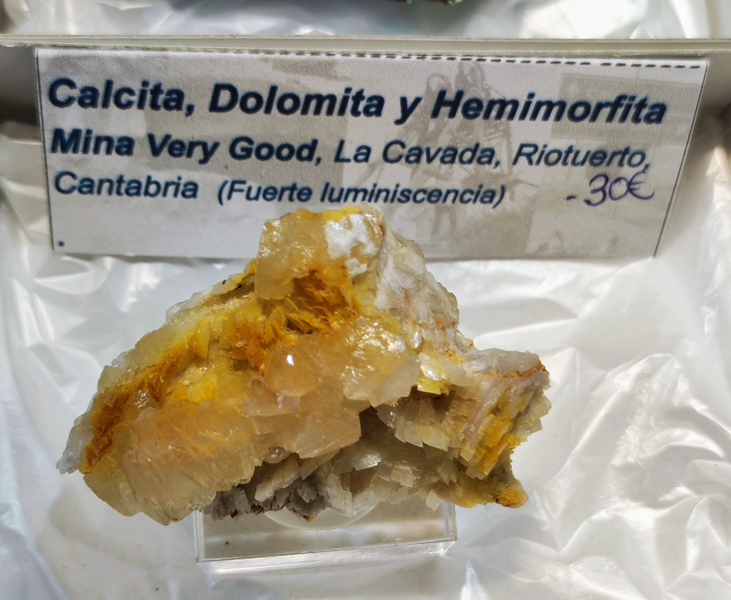 Calcita, Dolomita y Hemimorfita
Mina Very Good, La Cavada, Riotuerto,
Cantabria (Fuerte luminiscencia)
- 30€